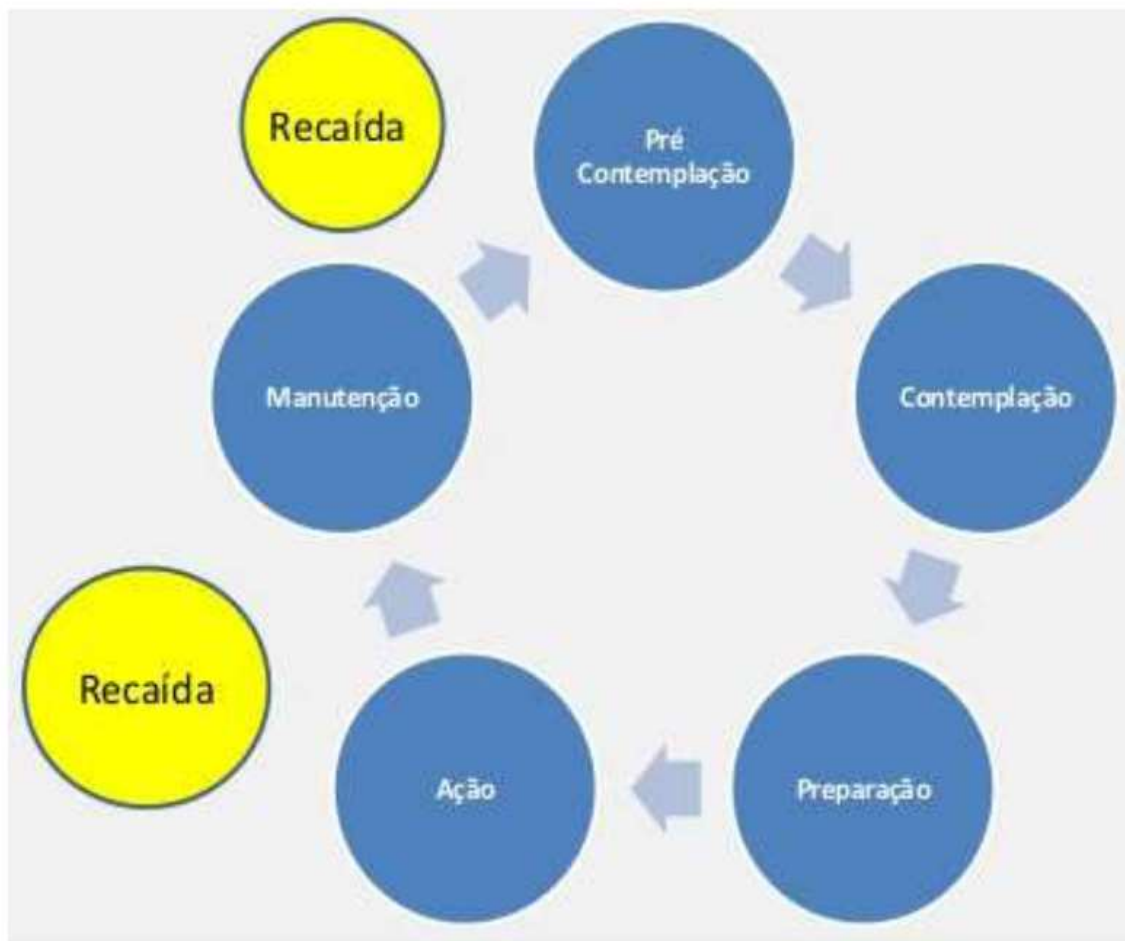 Recaída
Pré
Contemplação
Manutenção
Contemplação
Recaída
Ação
Preparação